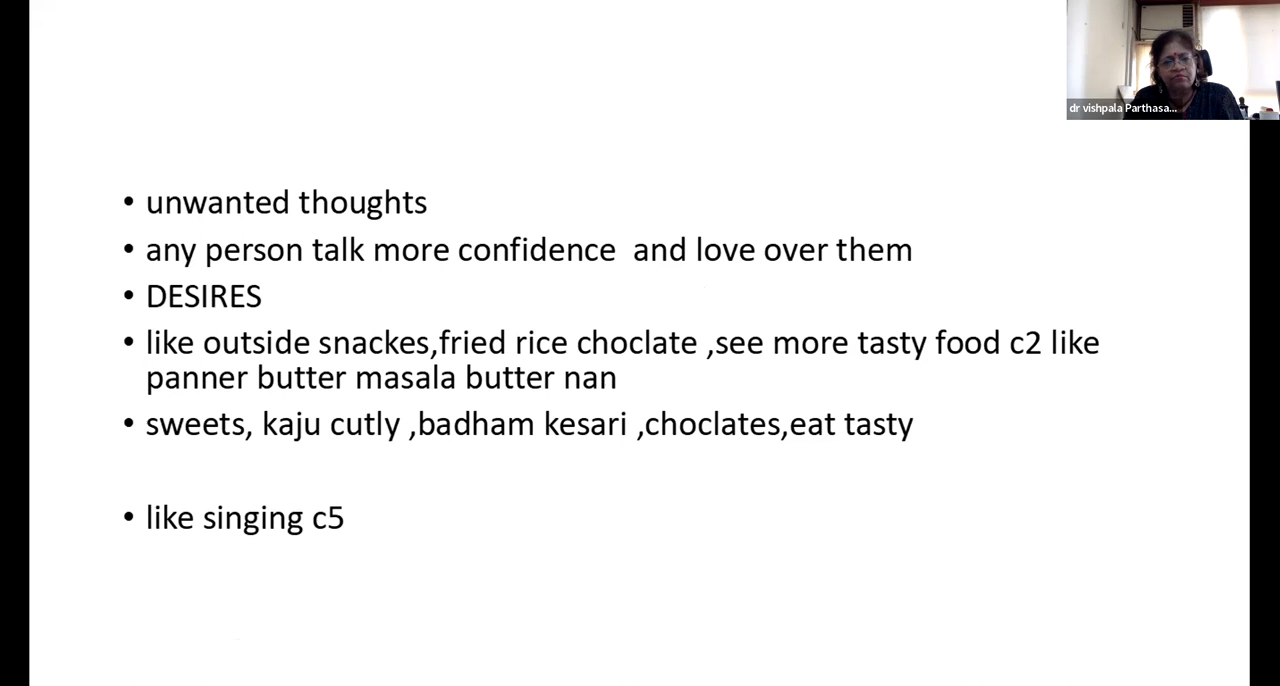 dr vishpala Parthasa...
• unwanted thoughts
• any person talk more confidence  and love over them
• DESIRES
• like outside snackes,fried rice choclate ,see more tasty food c2 like
panner butter masala butter nan
• sweets, kaju cutly ,badham kesari ,choclates,eat tasty
• like singing c5